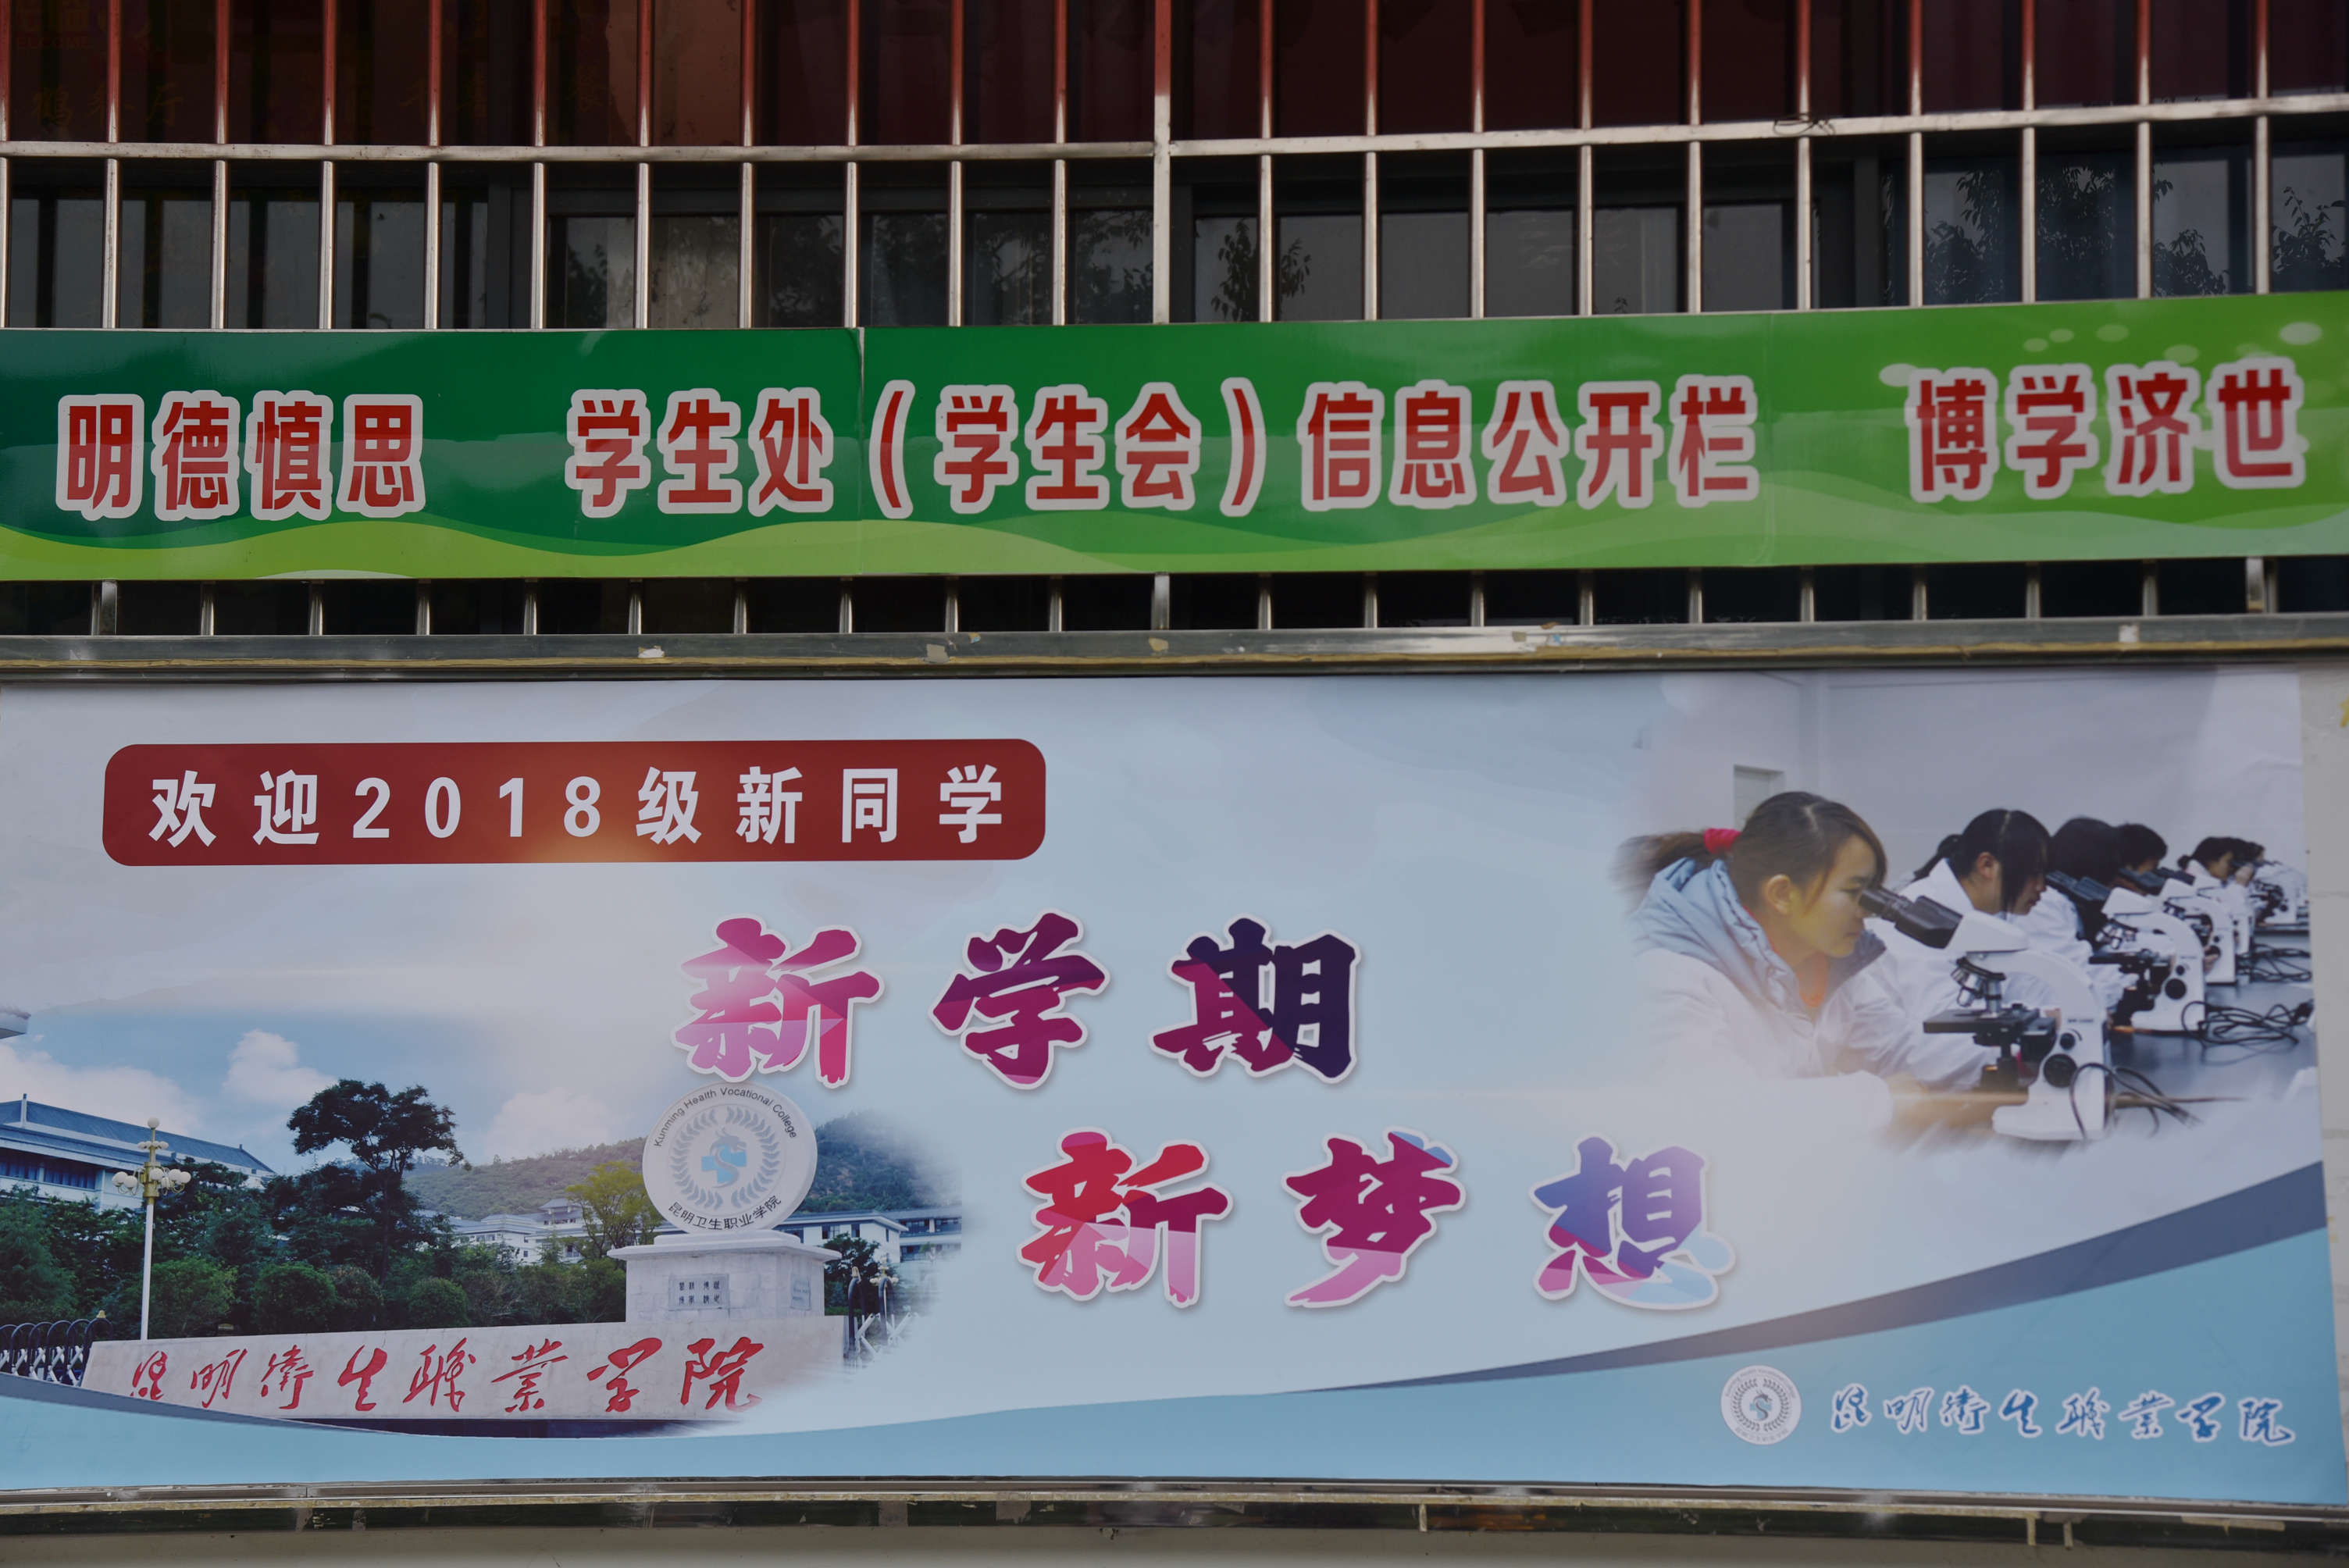 明德慎思 学生处（学生会）信息公开栏 博学济世
欢迎2018级新同学
新学期
新梦想
Kunming Health Vocational College
昆明卫生职业学院
昆明衛生職業学院
昆明衛生職業学院